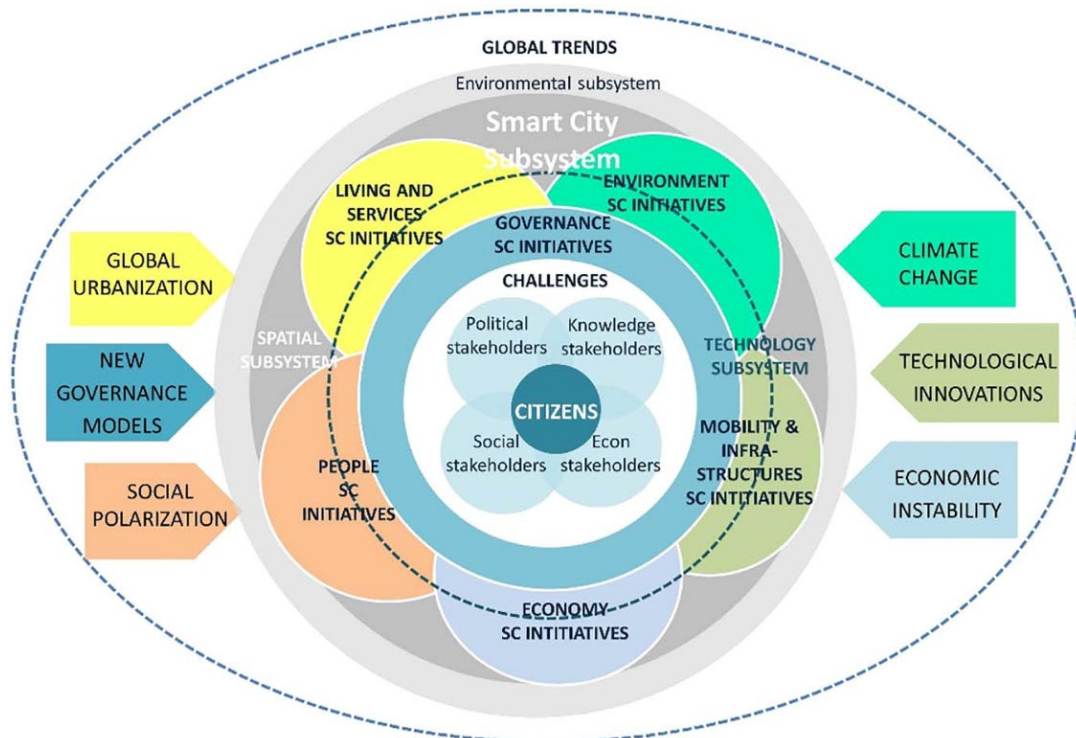 GLOBAL TRENDS
Environmental subsystem
Smart City
Subsystem
LIVING AND
SERVICES
SC INITIATIVES
ENVIRONMENT
SC INITIATIVES
GOVERNANCE
SC INITIATIVES
GLOBAL
URBANIZATION
CLIMATE
CHANGE
CHALLENGES
Political
stakeholders
Knowledge
stakeholders
SPATIAL
SUBSYSTEM
TECHNOLOGY
SUBSYSTEM
NEW
GOVERNANCE
MODELS
TECHNOLOGICAL
INNOVATIONS
CITIZENS
Social
stakeholders
Econ
stakeholders
MOBILITY &
INFRA-
STRUCTURES
SC INTITIATIVES
PEOPLE
SC
INITIATIVES
SOCIAL
POLARIZATION
ECONOMIC
INSTABILITY
ECONOMY
SC INTITIATIVES